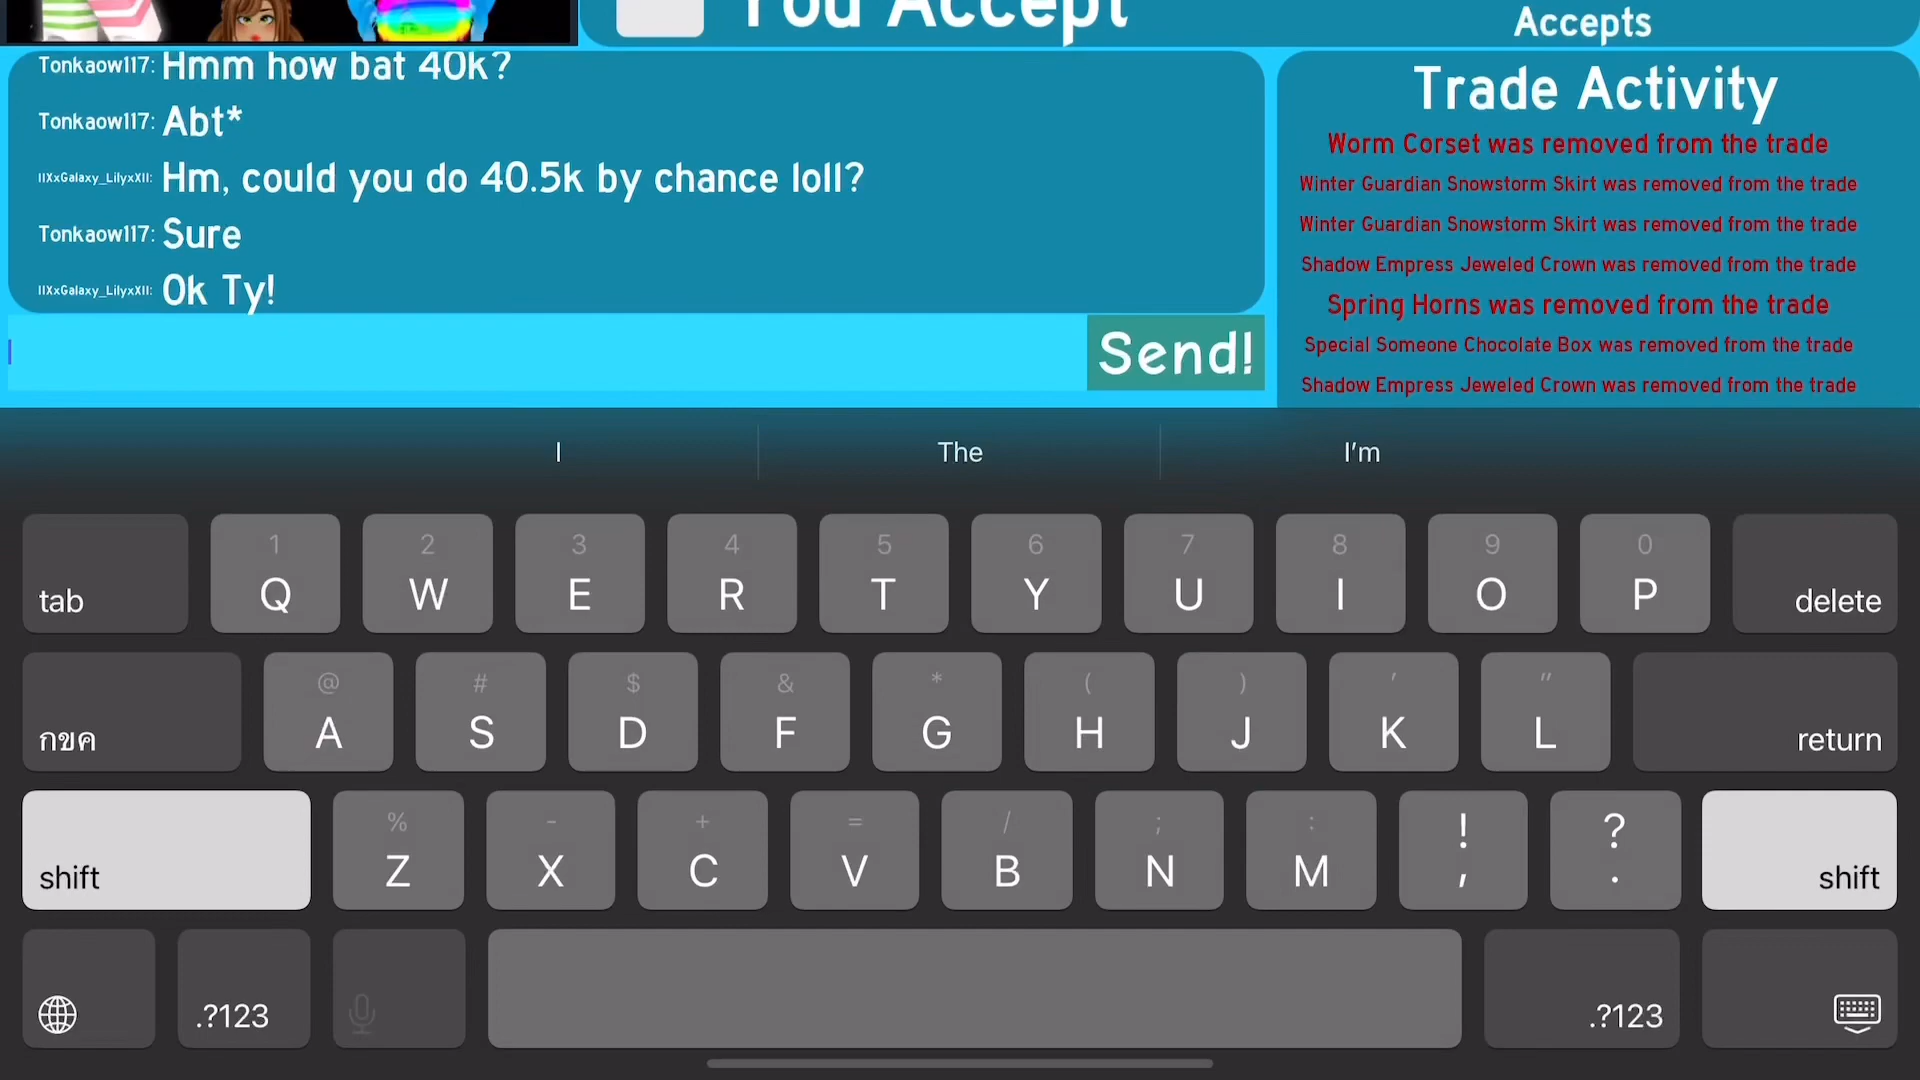 You Accept
Accepts
Tonkaow117: Hmm how bat 40k?
Tonkaow117: Abt*
IIXxGalaxy_LilyxXII: Hm, could you do 40.5k by chance loll?
Tonkaow117: Sure
IIXxGalaxy_LilyxXII: Ok Ty!
Send!
Trade Activity
Worm Corset was removed from the trade
Winter Guardian Snowstorm Skirt was removed from the trade
Winter Guardian Snowstorm Skirt was removed from the trade
Shadow Empress Jeweled Crown was removed from the trade
Spring Horns was removed from the trade
Special Someone Chocolate Box was removed from the trade
Shadow Empress Jeweled Crown was removed from the trade
I The I’m
1 2 3 4 5 6 7 8 9 0
tab Q W E R T Y U I O P delete
@ # $ & * ( ) ' "
กขค A S D F G H J K L return
% - + = / ; : ! ?
shift Z X C V B N M , . shift
.?123 .?123